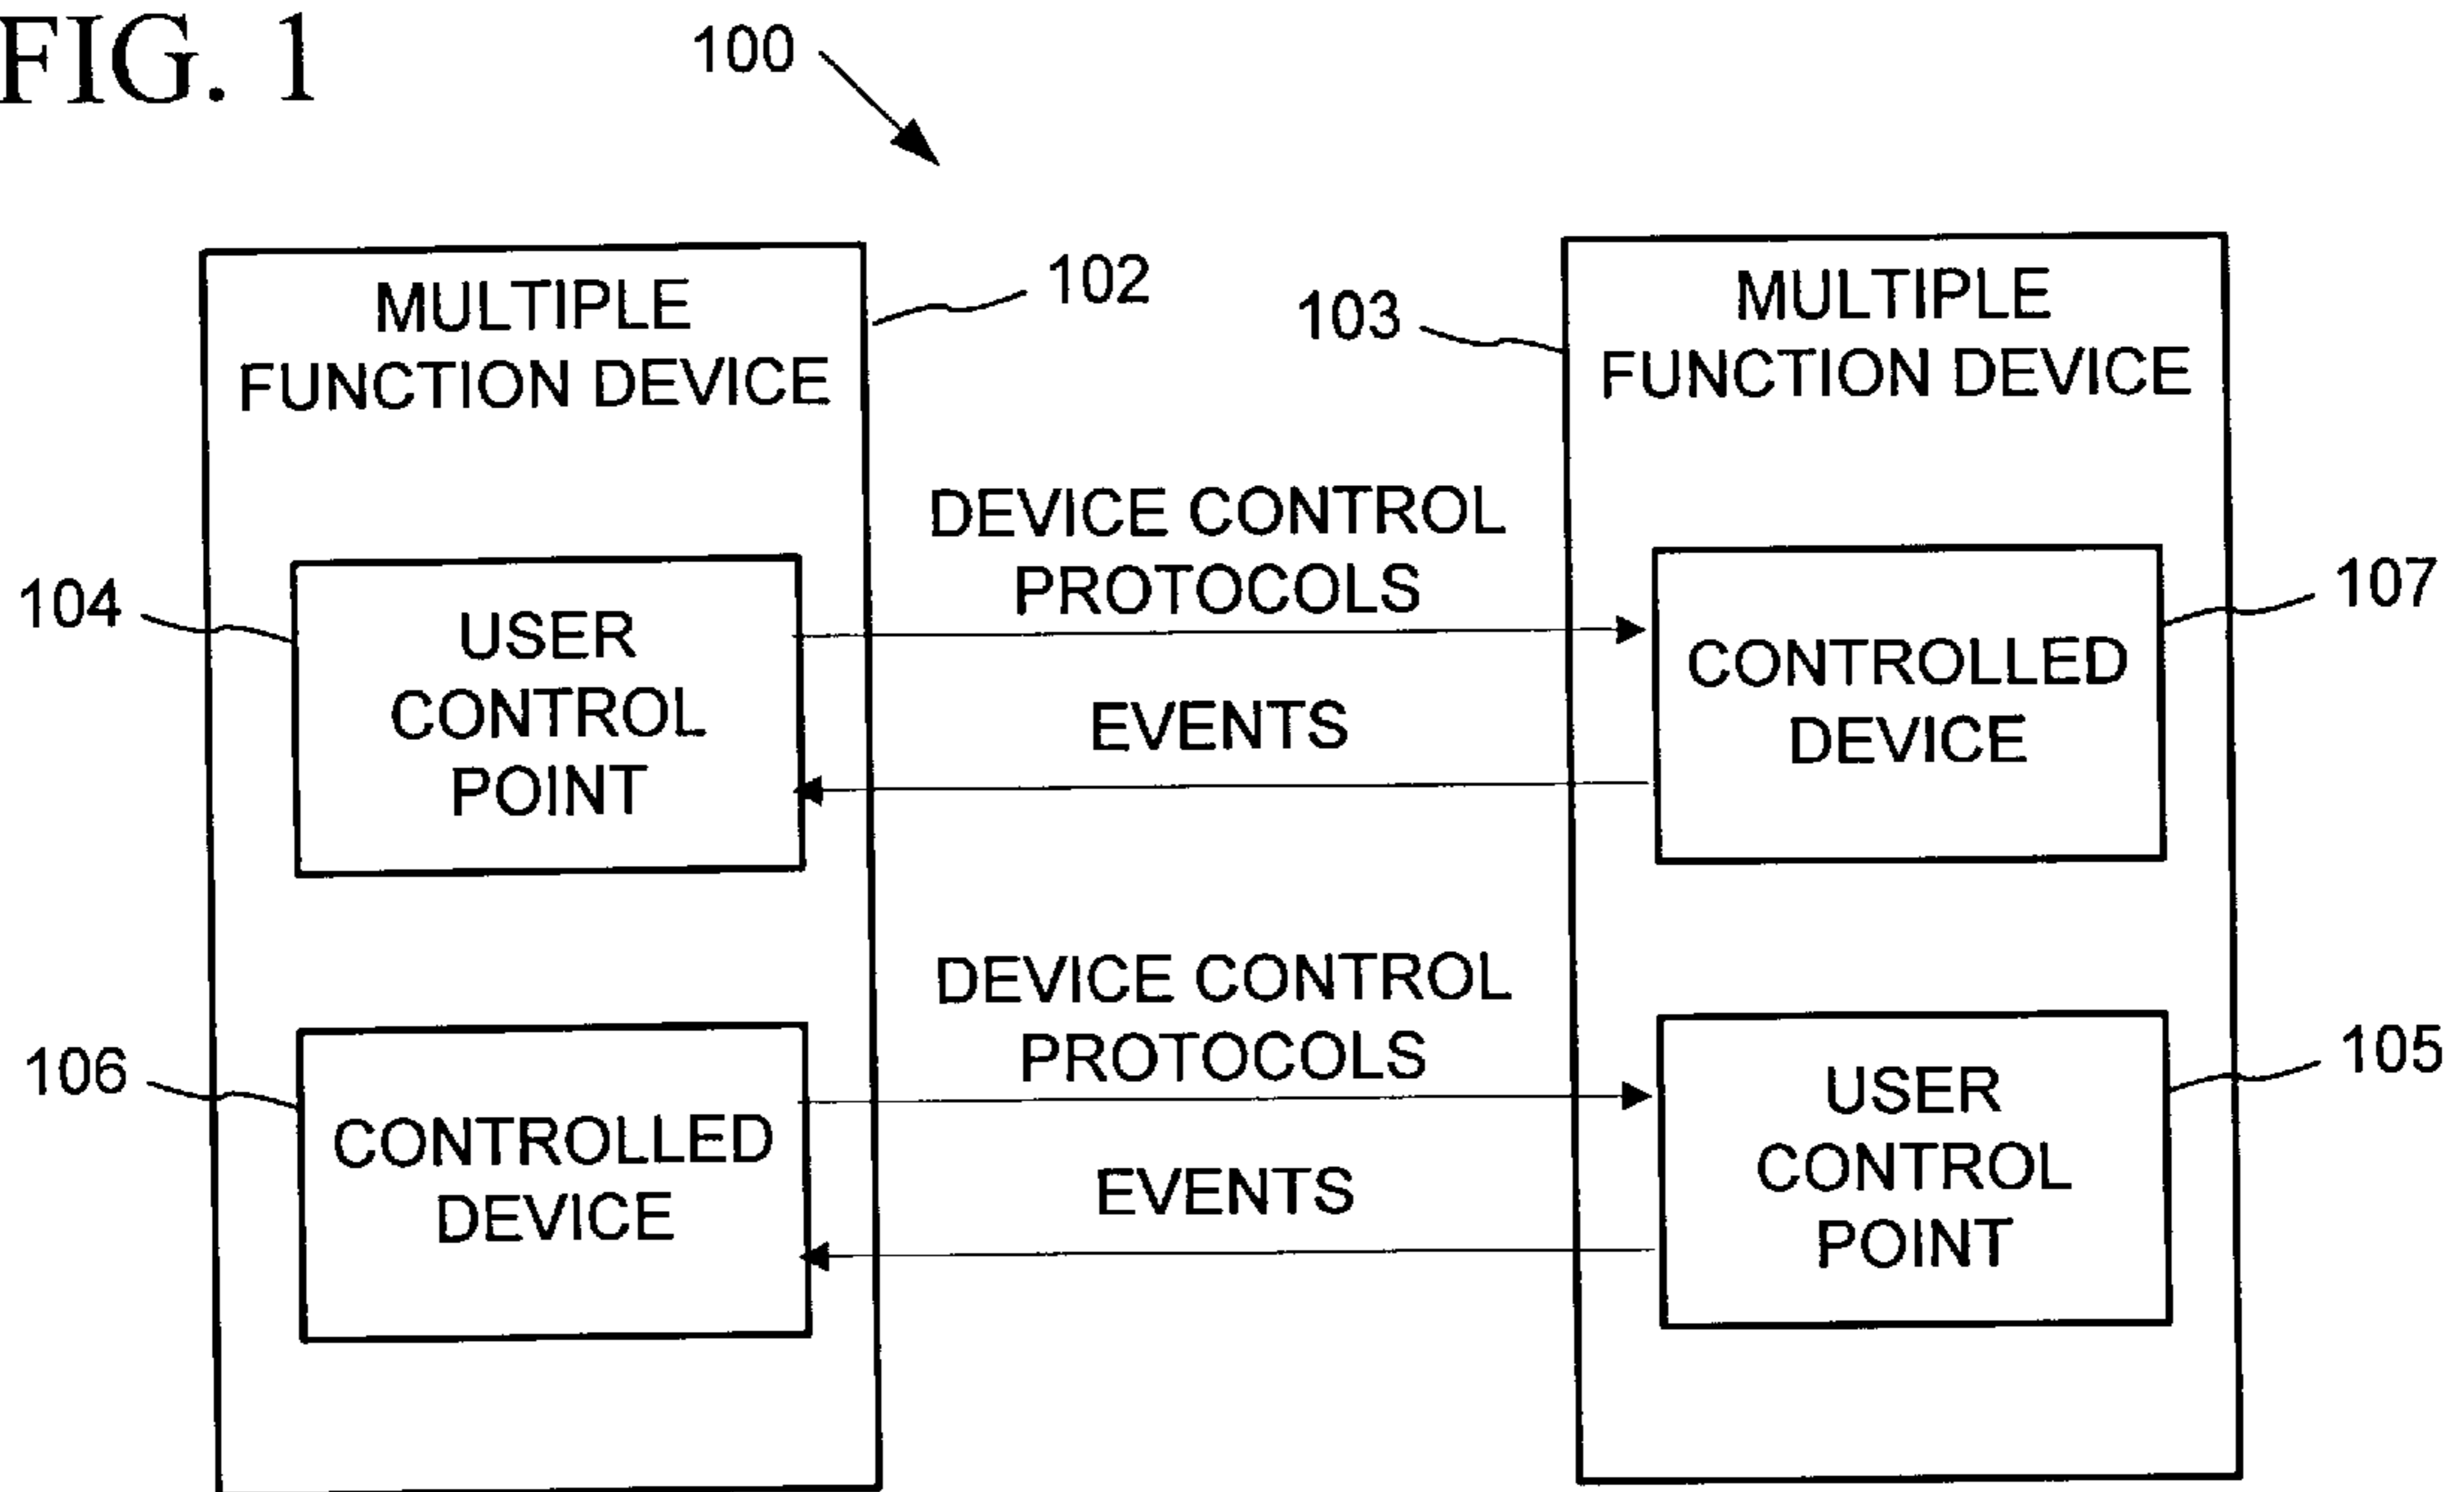 FIG. 1
100
102
103
MULTIPLE
FUNCTION DEVICE
MULTIPLE
FUNCTION DEVICE
DEVICE CONTROL
PROTOCOLS
104
USER
CONTROL
POINT
107
CONTROLLED
DEVICE
EVENTS
DEVICE CONTROL
PROTOCOLS
106
CONTROLLED
DEVICE
105
USER
CONTROL
POINT
EVENTS